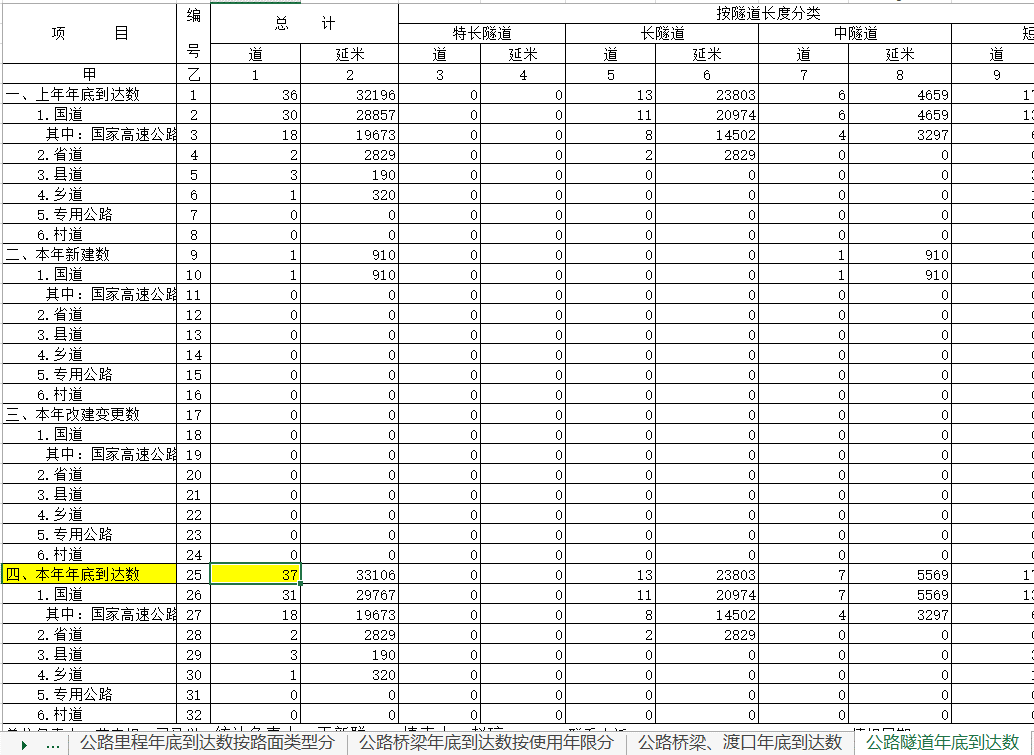 按隧道长度分类
项 目 编号 总 计 特长隧道 长隧道 中隧道
道 延米 道 延米 道 延米 道 延米 道
甲 乙 1 2 3 4 5 6 7 8 9
一、上年年底到达数 1 36 32196 0 0 13 23803 6 4659
1.国道 2 30 28857 0 0 11 20974 6 4659
其中：国家高速公路 3 18 19673 0 0 8 14502 4 3297
2.省道 4 2 2829 0 0 2 2829 0 0
3.县道 5 3 190 0 0 0 0 0 0
4.乡道 6 1 320 0 0 0 0 0 0
5.专用公路 7 0 0 0 0 0 0 0 0
6.村道 8 0 0 0 0 0 0 0 0
二、本年新建数 9 1 910 0 0 0 0 1 910
1.国道 10 1 910 0 0 0 0 1 910
其中：国家高速公路 11 0 0 0 0 0 0 0 0
2.省道 12 0 0 0 0 0 0 0 0
3.县道 13 0 0 0 0 0 0 0 0
4.乡道 14 0 0 0 0 0 0 0 0
5.专用公路 15 0 0 0 0 0 0 0 0
6.村道 16 0 0 0 0 0 0 0 0
三、本年改建变更数 17 0 0 0 0 0 0 0 0
1.国道 18 0 0 0 0 0 0 0 0
其中：国家高速公路 19 0 0 0 0 0 0 0 0
2.省道 20 0 0 0 0 0 0 0 0
3.县道 21 0 0 0 0 0 0 0 0
4.乡道 22 0 0 0 0 0 0 0 0
5.专用公路 23 0 0 0 0 0 0 0 0
6.村道 24 0 0 0 0 0 0 0 0
四、本年年底到达数 25 37 33106 0 0 13 23803 7 5569
1.国道 26 31 29767 0 0 11 20974 7 5569
其中：国家高速公路 27 18 19673 0 0 8 14502 4 3297
2.省道 28 2 2829 0 0 2 2829 0 0
3.县道 29 3 190 0 0 0 0 0 0
4.乡道 30 1 320 0 0 0 0 0 0
5.专用公路 31 0 0 0 0 0 0 0 0
6.村道 32 0 0 0 0 0 0 0 0
... 公路里程年底到达数按路面类型分 公路桥梁年底到达数按使用年限分 公路桥梁、渡口年底到达数 公路隧道年底到达数